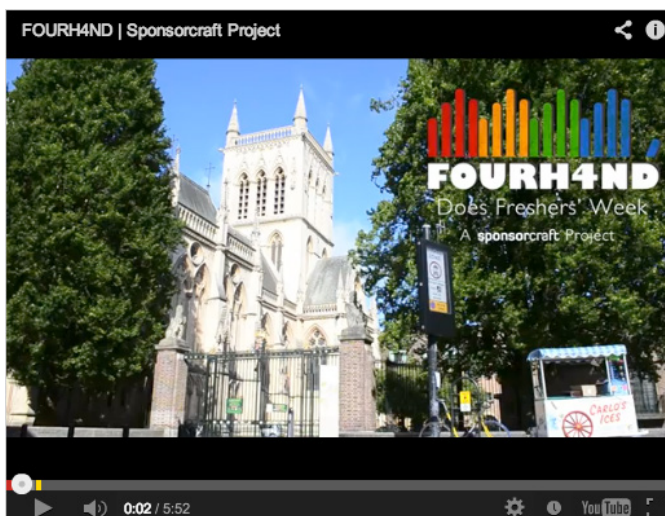 FOURH4ND | Sponsorcraft Project
FOURH4ND
Does Freshers' Week
A sponsorcraft Project
CARLO'S
ICES
0:02 / 5:52
YouTube